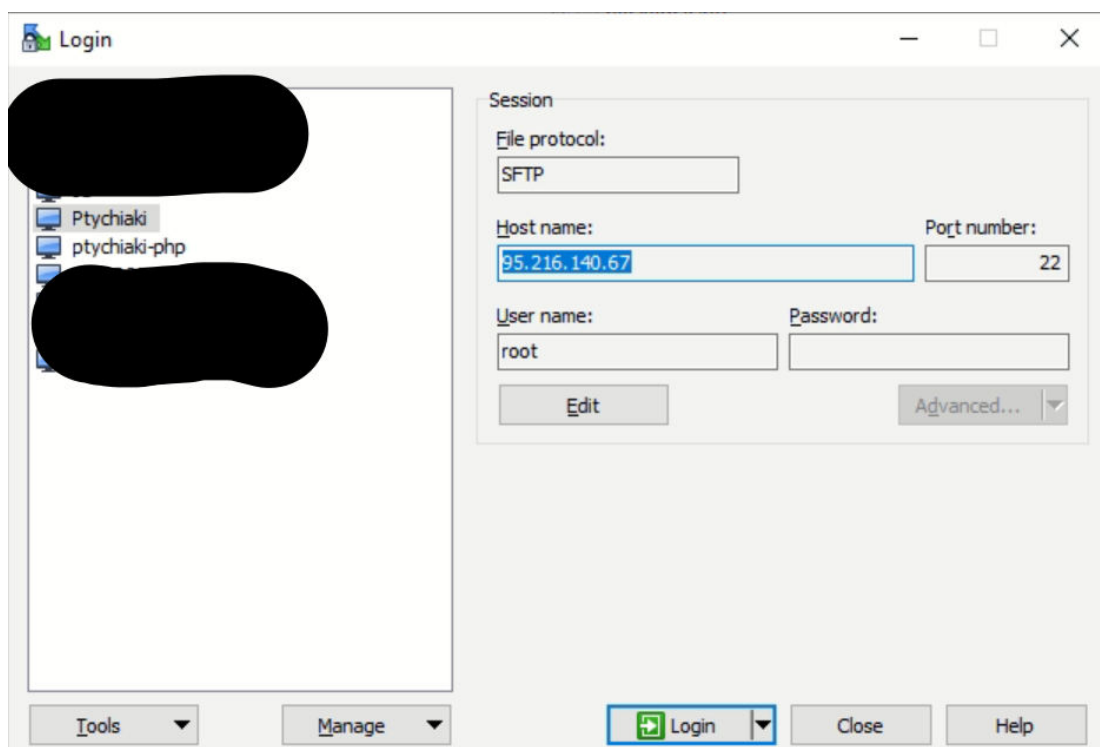 Login
Session
File protocol:
SFTP
Ptychiaki
ptychiaki-php
Host name:
Port number:
95.216.140.67
22
User name:
Password:
root
Edit
Advanced...
Tools
Manage
Login
Close
Help